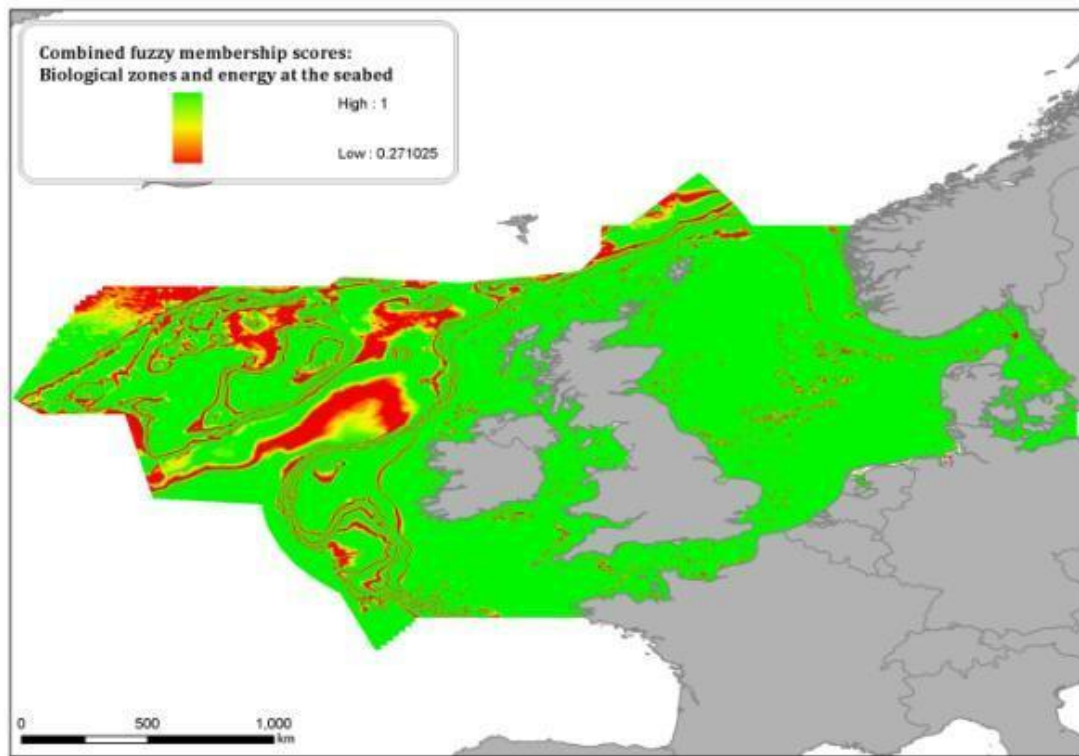 Combined fuzzy membership scores:
Biological zones and energy at the seabed
High : 1
Low : 0.271025
0 500 1,000
km